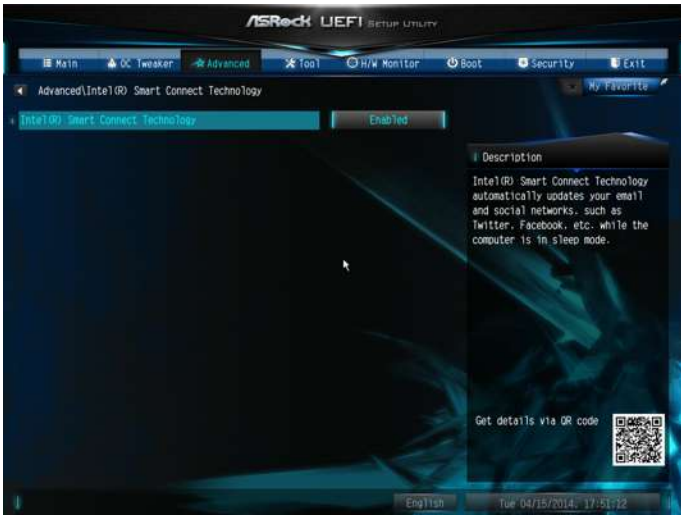 ASRock UEFI SETUP UTILITY
Main OC Tweaker Advanced Tool H/W Monitor Boot Security Exit
Advanced\Intel(R) Smart Connect Technology
My Favorite
Intel(R) Smart Connect Technology Enabled
Description
Intel(R) Smart Connect Technology
automatically updates your email
and social networks, such as
Twitter, Facebook, etc. while the
computer is in sleep mode.
Get details via QR code
English Tue 04/15/2014, 17:51:12